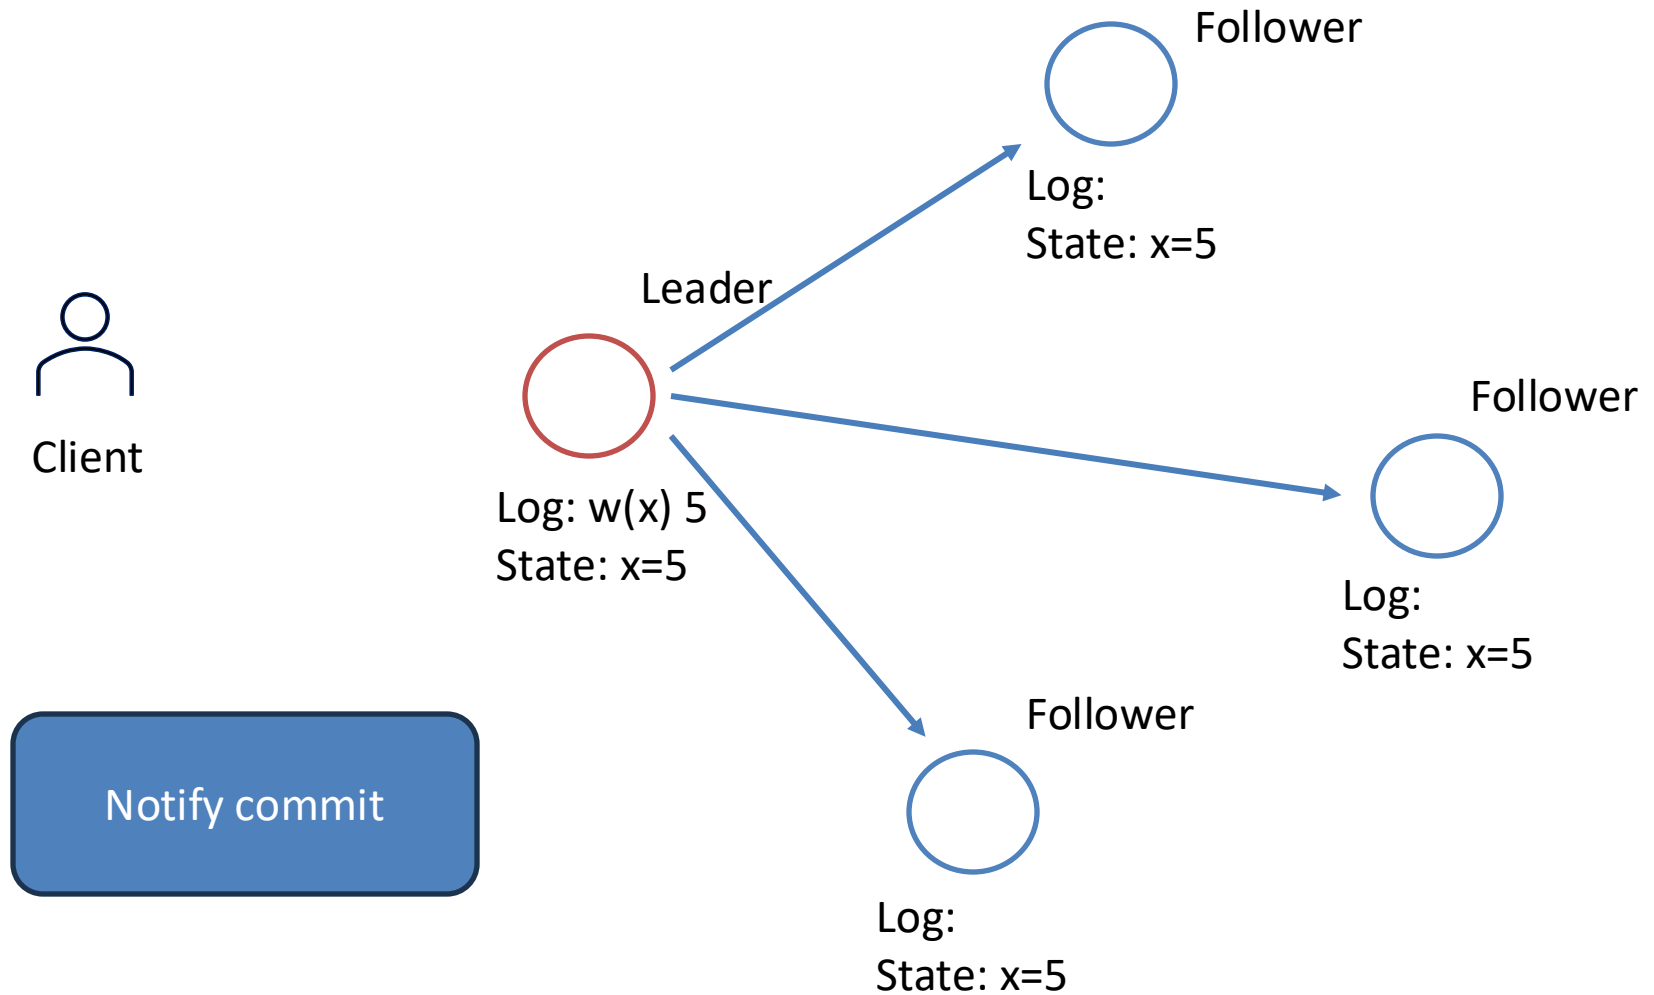 Follower
Log:
State: x=5
Leader
Client
Log: w(x) 5
State: x=5
Follower
Log:
State: x=5
Notify commit
Follower
Log:
State: x=5